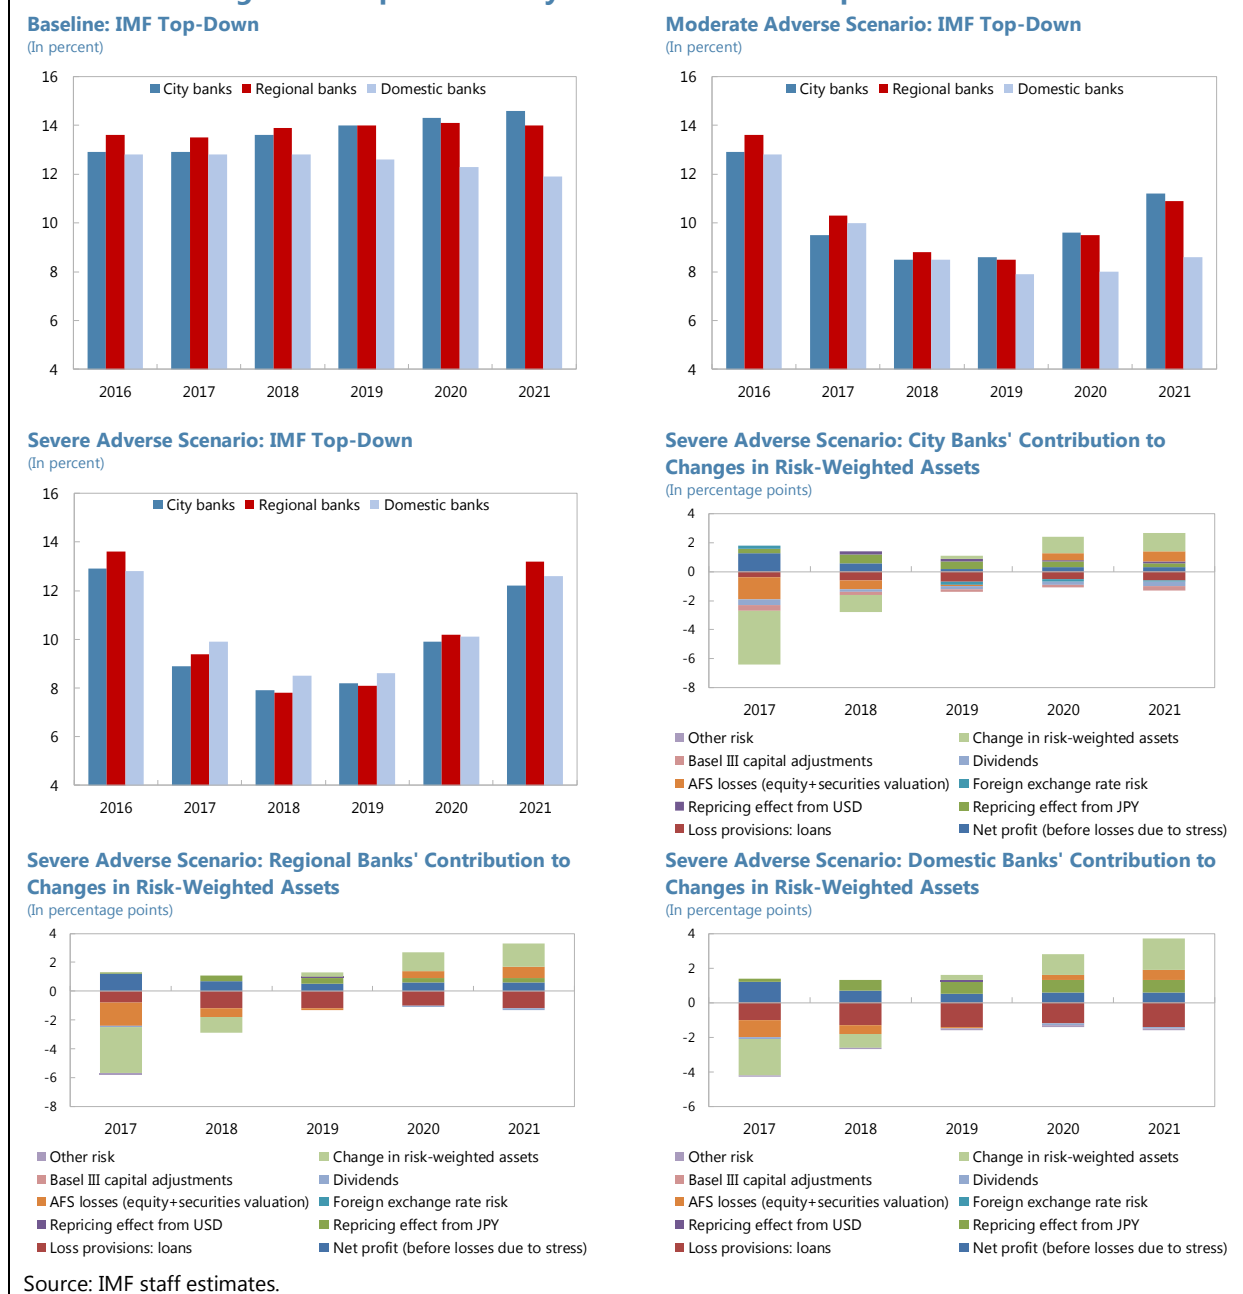 Baseline: IMF Top-Down
(In percent)
16
14
12
10
8
6
4
City banks Regional banks Domestic banks
2016 2017 2018 2019 2020 2021
Moderate Adverse Scenario: IMF Top-Down
(In percent)
16
14
12
10
8
6
4
City banks Regional banks Domestic banks
2016 2017 2018 2019 2020 2021
Severe Adverse Scenario: IMF Top-Down
(In percent)
16
14
12
10
8
6
4
City banks Regional banks Domestic banks
2016 2017 2018 2019 2020 2021
Severe Adverse Scenario: City Banks' Contribution to
Changes in Risk-Weighted Assets
(In percentage points)
4
2
0
-2
-4
-6
-8
2017 2018 2019 2020 2021
Other risk Change in risk-weighted assets
Basel III capital adjustments Dividends
AFS losses (equity+securities valuation) Foreign exchange rate risk
Repricing effect from USD Repricing effect from JPY
Loss provisions: loans Net profit (before losses due to stress)
Severe Adverse Scenario: Regional Banks' Contribution to
Changes in Risk-Weighted Assets
(In percentage points)
4
2
0
-2
-4
-6
-8
2017 2018 2019 2020 2021
Other risk Change in risk-weighted assets
Basel III capital adjustments Dividends
AFS losses (equity+securities valuation) Foreign exchange rate risk
Repricing effect from USD Repricing effect from JPY
Loss provisions: loans Net profit (before losses due to stress)
Severe Adverse Scenario: Domestic Banks' Contribution to
Changes in Risk-Weighted Assets
(In percentage points)
4
2
0
-2
-4
-6
2017 2018 2019 2020 2021
Other risk Change in risk-weighted assets
Basel III capital adjustments Dividends
AFS losses (equity+securities valuation) Foreign exchange rate risk
Repricing effect from USD Repricing effect from JPY
Loss provisions: loans Net profit (before losses due to stress)
Source: IMF staff estimates.